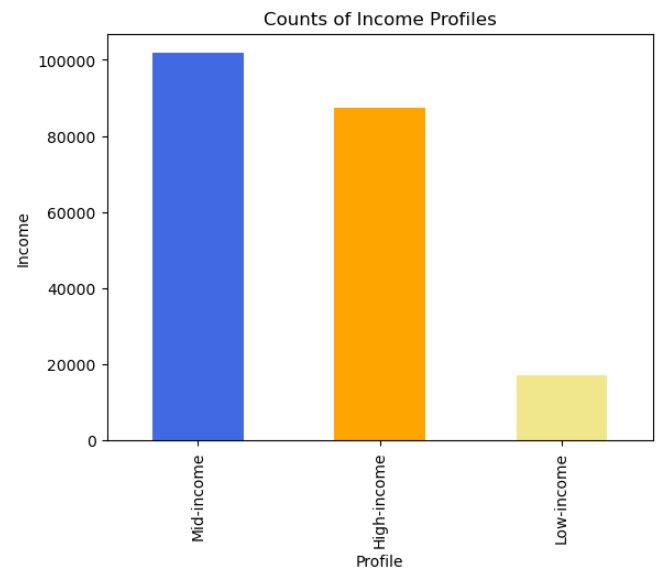 Counts of Income Profiles
100000
80000
60000
40000
20000
0
Income
Mid-income
High-income
Low-income
Profile